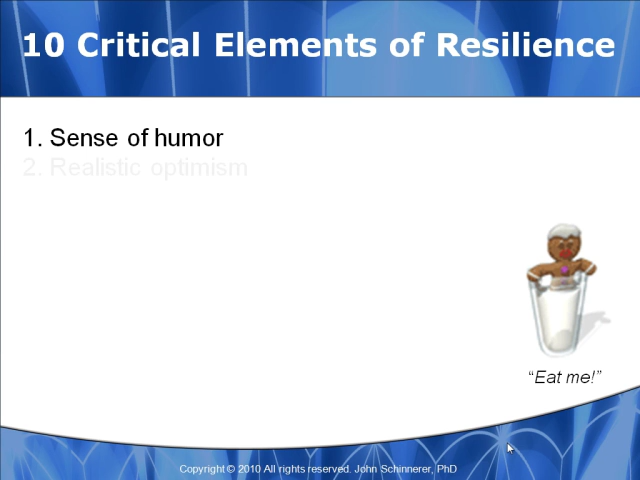 10 Critical Elements of Resilience
1. Sense of humor
2. Realistic optimism
“Eat me!”
Copyright © 2010 All rights reserved. John Schinnerer, PhD